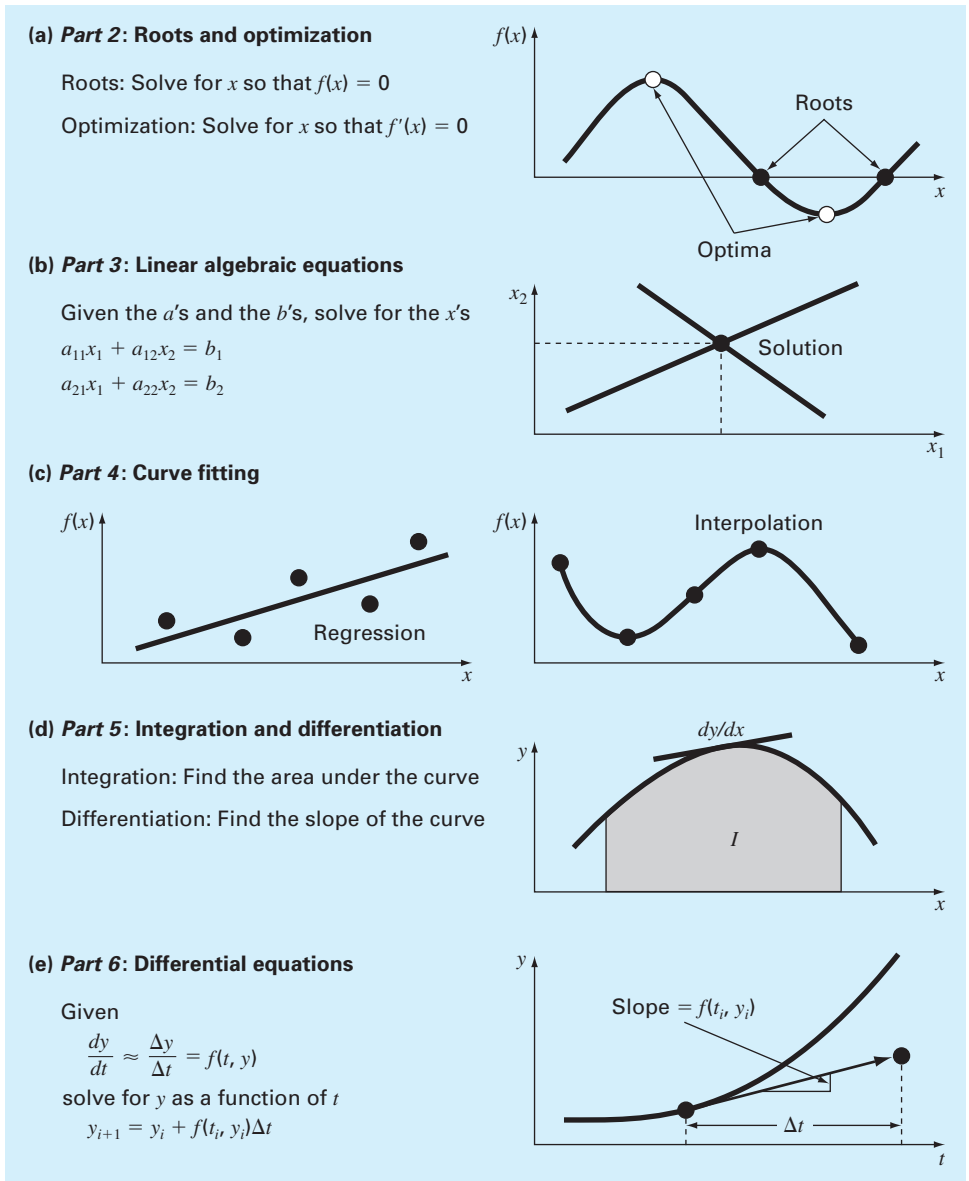 (a) Part 2: Roots and optimization
Roots: Solve for x so that f(x) = 0
Optimization: Solve for x so that f′(x) = 0
f(x)
Roots
x
Optima
(b) Part 3: Linear algebraic equations
Given the a's and the b's, solve for the x's
a₁₁x₁ + a₁₂x₂ = b₁
a₂₁x₁ + a₂₂x₂ = b₂
x₂
Solution
x₁
(c) Part 4: Curve fitting
f(x)
Regression
x
f(x)
Interpolation
x
(d) Part 5: Integration and differentiation
Integration: Find the area under the curve
Differentiation: Find the slope of the curve
dy/dx
y
I
x
(e) Part 6: Differential equations
Given
dy/dt ≈ Δy/Δt = f(t, y)
solve for y as a function of t
yᵢ₊₁ = yᵢ + f(tᵢ, yᵢ)Δt
y
Slope = f(tᵢ, yᵢ)
Δt
t